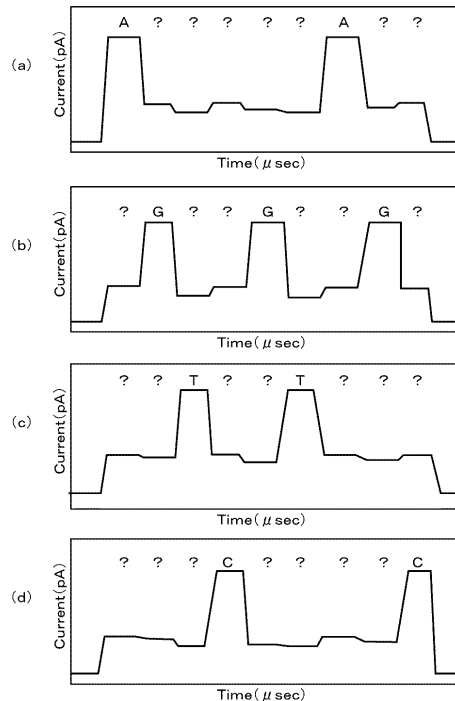 A ? ? ? ? ? A ? ?
(a)
Current(pA)
Time(μsec)
? G ? ? G ? ? G ?
(b)
Current(pA)
Time(μsec)
? ? T ? ? T ? ? ?
(c)
Current(pA)
Time(μsec)
? ? ? C ? ? ? ? C
(d)
Current(pA)
Time(μsec)